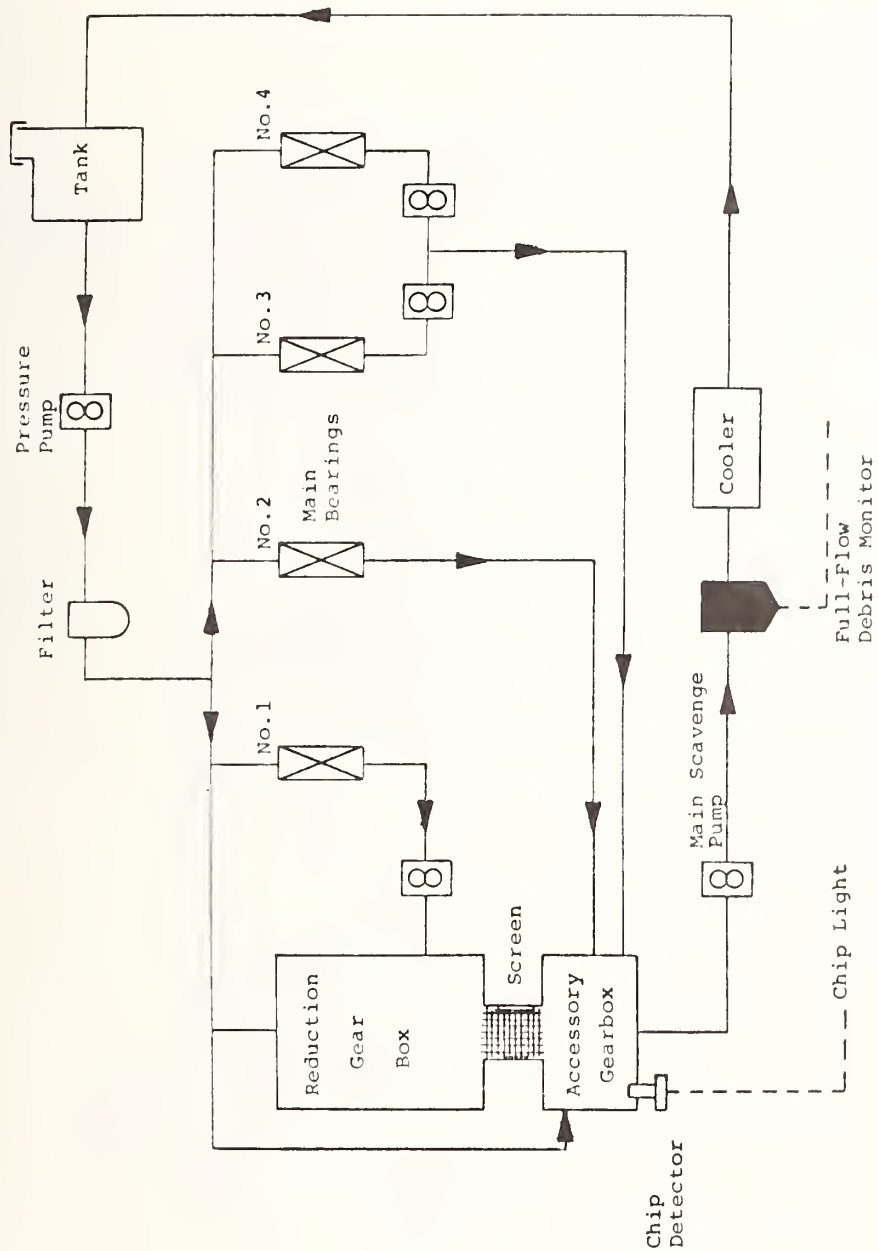 Tank
Pressure
Pump
Filter
No.1
No.2
No.3
No.4
Main
Bearings
Reduction
Gear
Box
Screen
Accessory
Gearbox
Chip
Detector
Chip Light
Main Scavenge
Pump
Cooler
Full-Flow
Debris Monitor